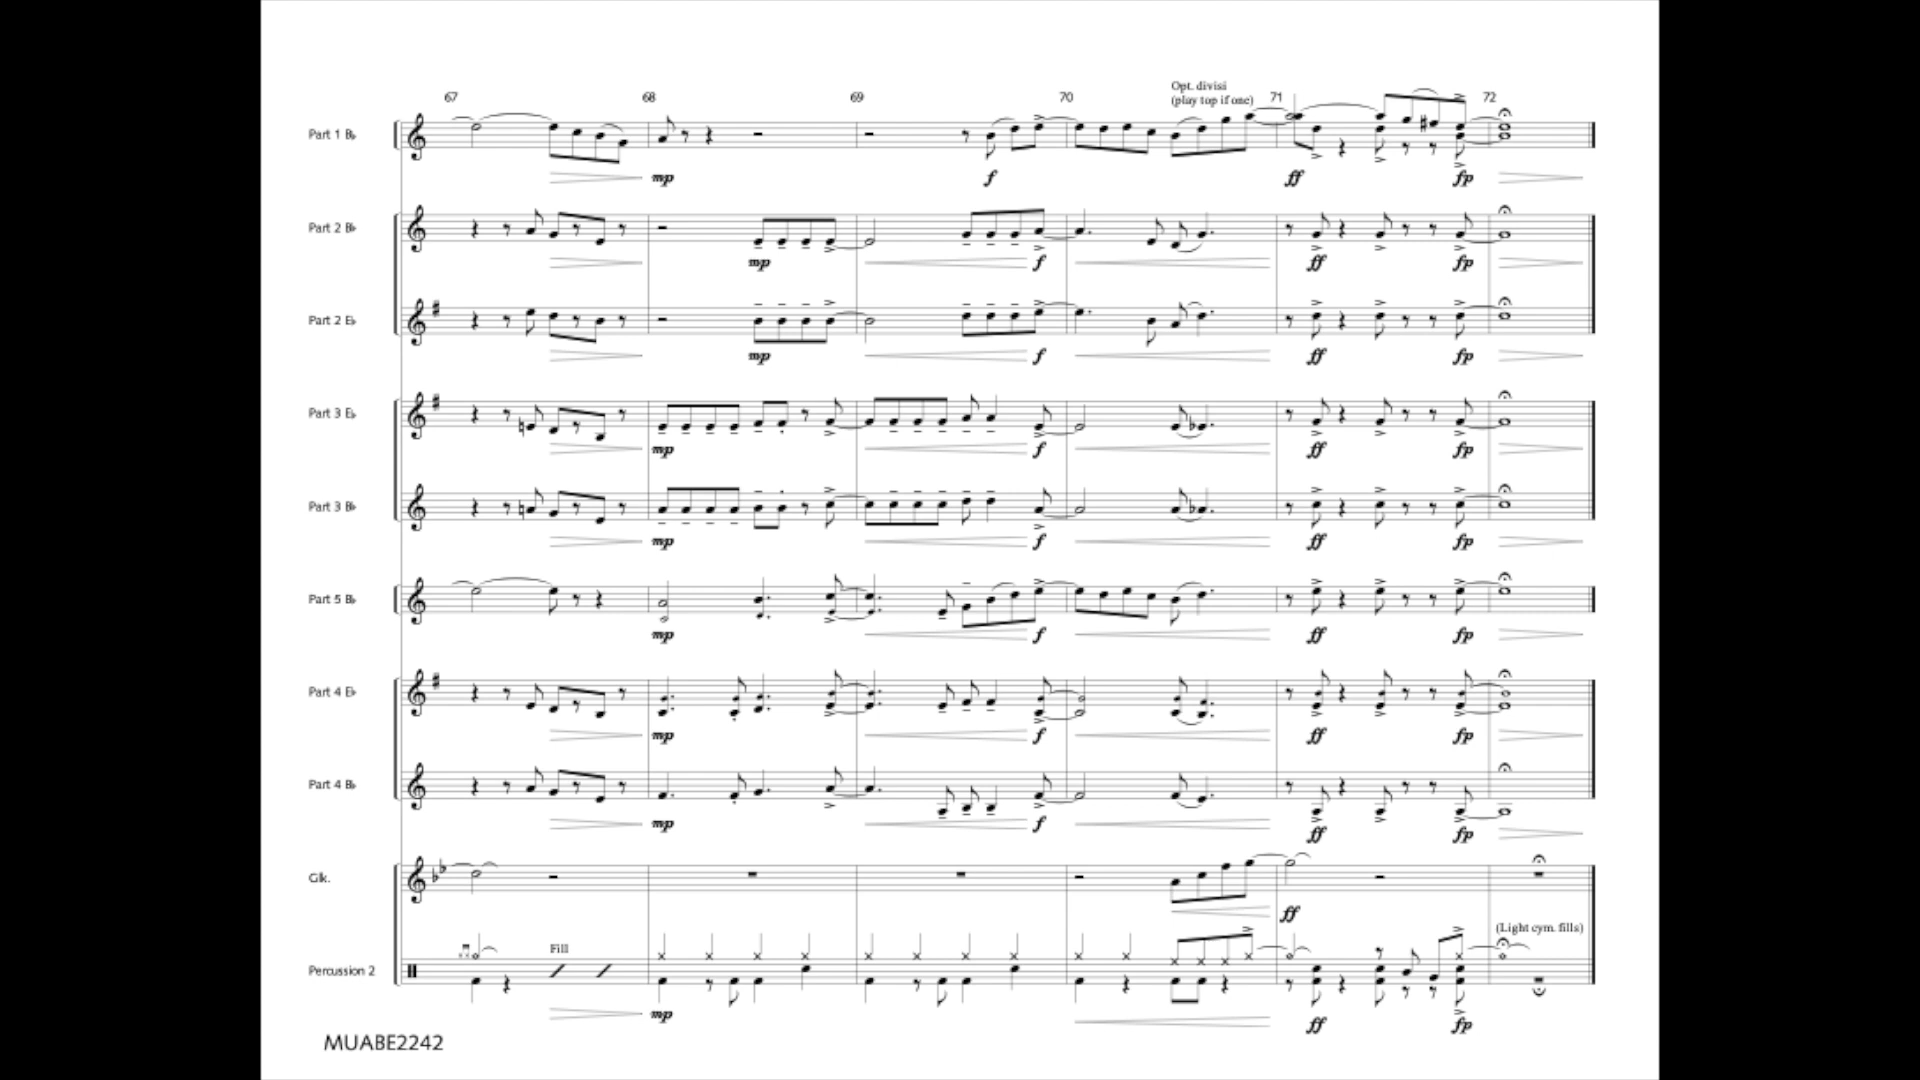 Opt. divisi
67 68 69 70 (play top if one) 71 72
Part 1 B♭
mp f ff fp
Part 2 B♭
mp f ff fp
Part 2 E♭
mp f ff fp
Part 3 E♭
mp f ff fp
Part 3 B♭
mp f ff fp
Part 5 B♭
mp f ff fp
Part 4 E♭
mp f ff fp
Part 4 B♭
mp f ff fp
Glk.
ff
(Light cym. fills)
Fill
Percussion 2
mp ff fp
MUABE2242